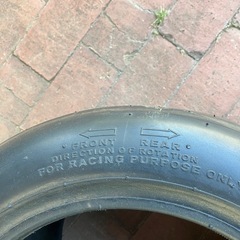 FRONT REAR
DIRECTION OF ROTATION
FOR RACING PURPOSE ONLY